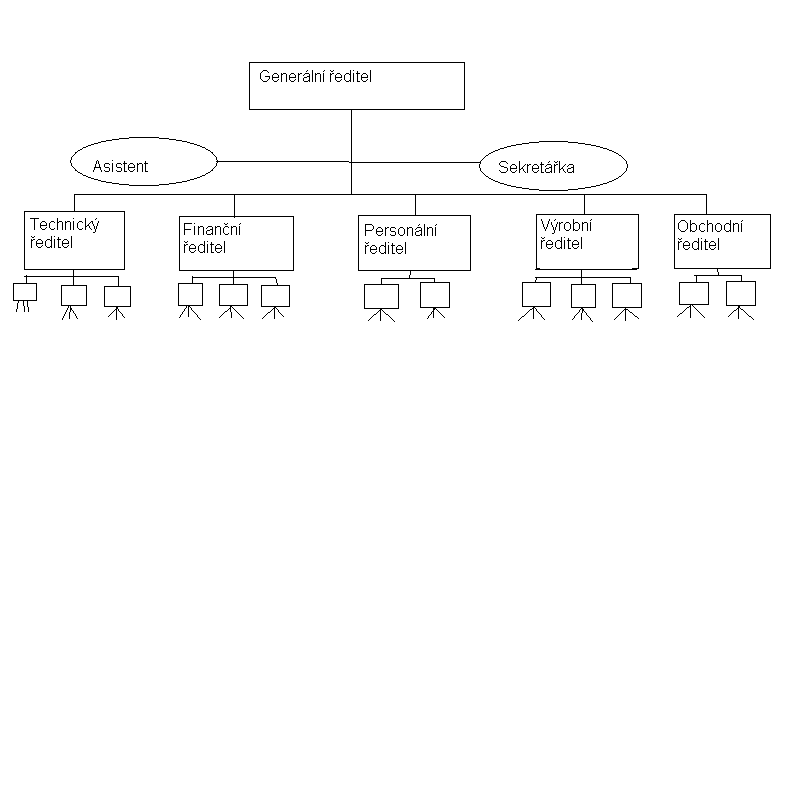 Generální ředitel
Asistent
Sekretářka
Technický
ředitel
Finanční
ředitel
Personální
ředitel
Výrobní
ředitel
Obchodní
ředitel